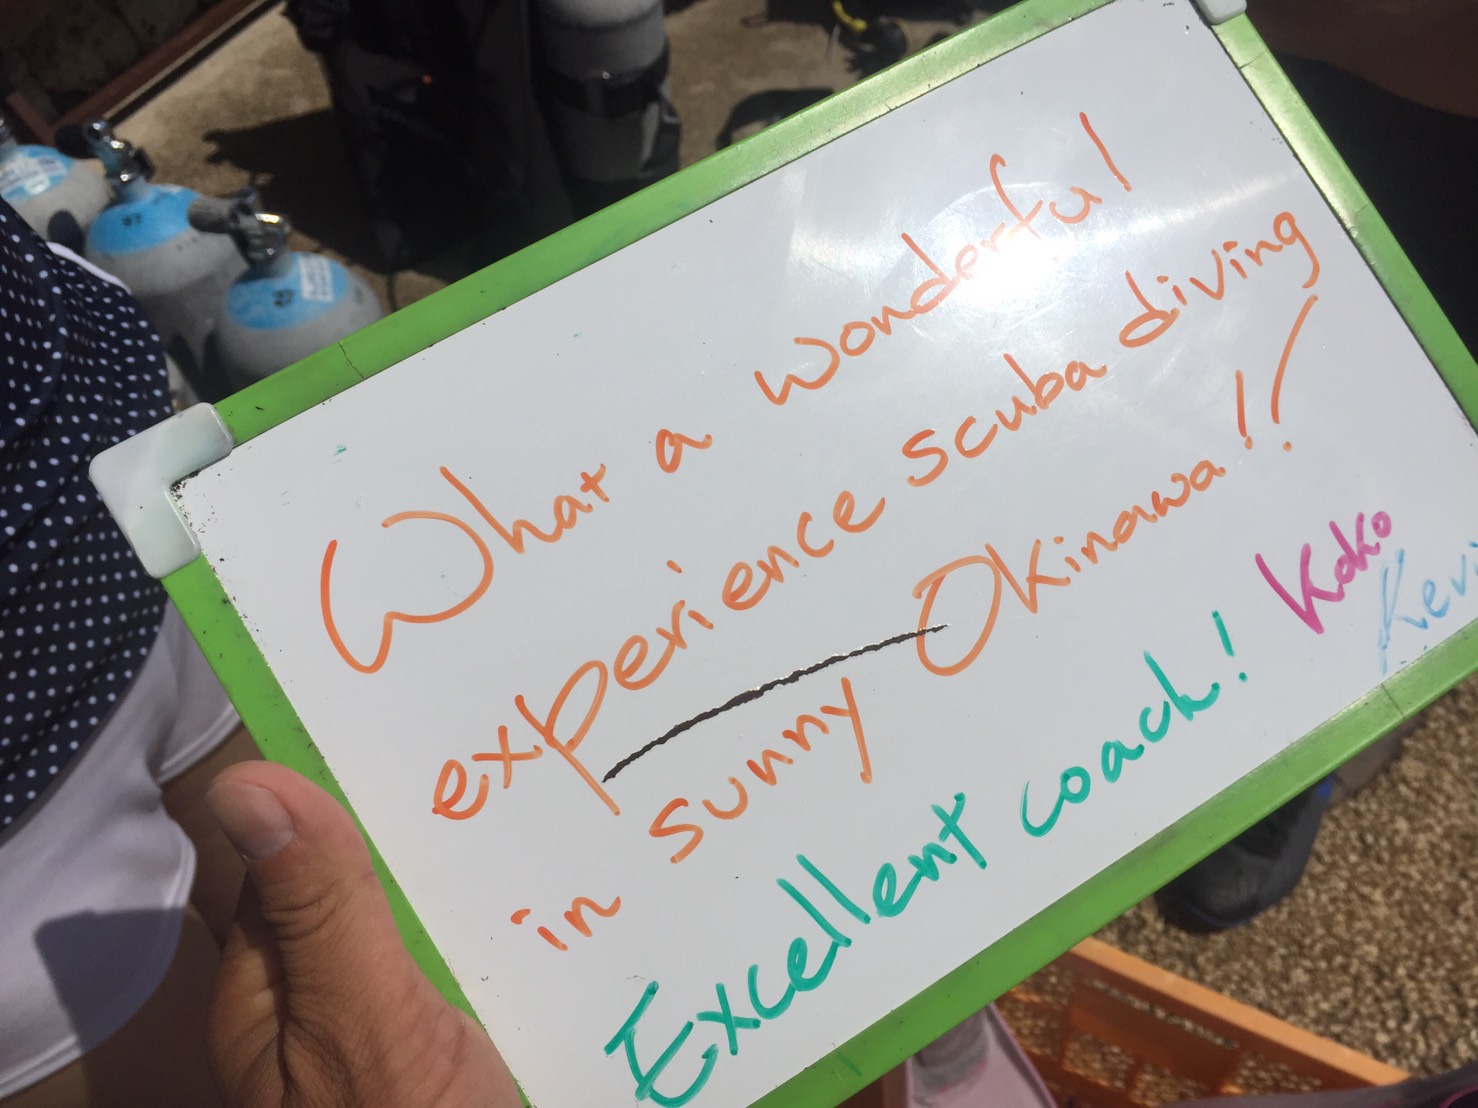 What a wonderful
experience scuba diving
in sunny Okinawa!!
Excellent coach! Koko